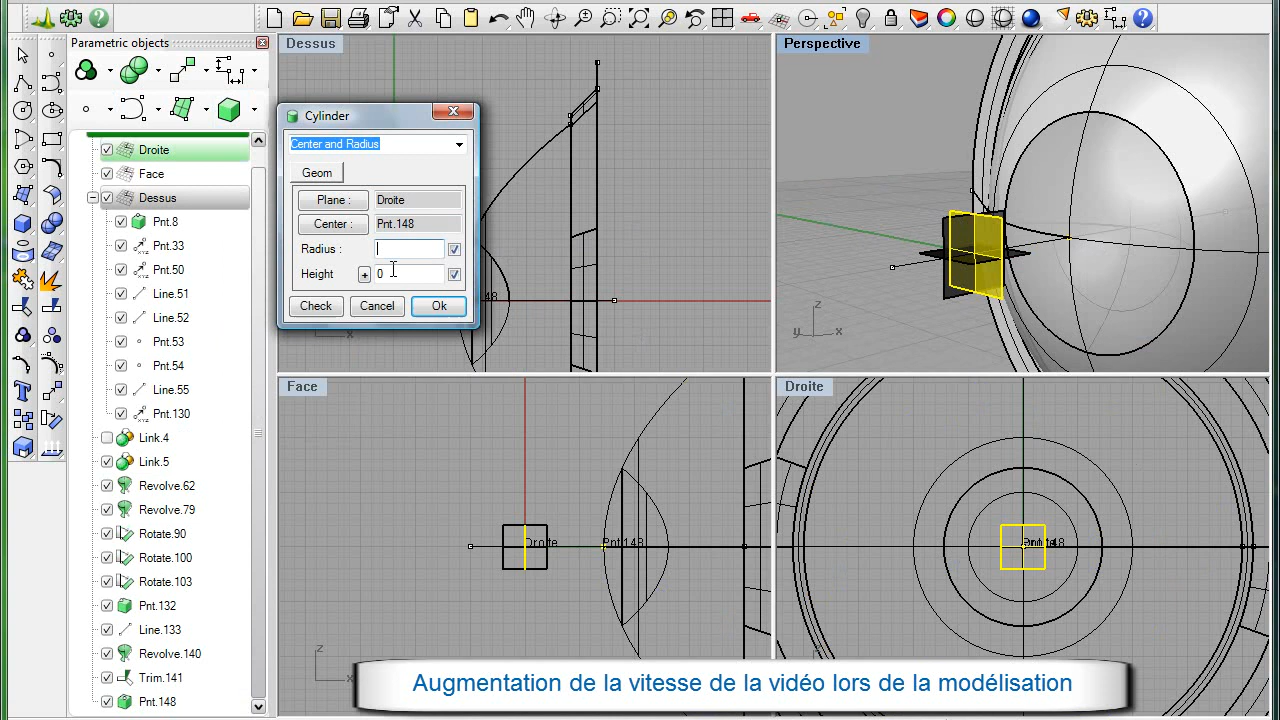 Parametric objects
Droite
Face
Dessus
Pnt.8
Pnt.33
Pnt.50
Line.51
Line.52
Pnt.53
Pnt.54
Line.55
Pnt.130
Link.4
Link.5
Revolve.62
Revolve.79
Rotate.90
Rotate.100
Rotate.103
Pnt.132
Line.133
Revolve.140
Trim.141
Pnt.148
Dessus
Perspective
Cylinder
Center and Radius
Geom
Plane :
Droite
Center :
Pnt.148
Radius :
Height
+
0
Check
Cancel
Ok
48
x
z
y
x
Face
Droite
Droite
Pnt.148
z
x
Augmentation de la vitesse de la vidéo lors de la modélisation